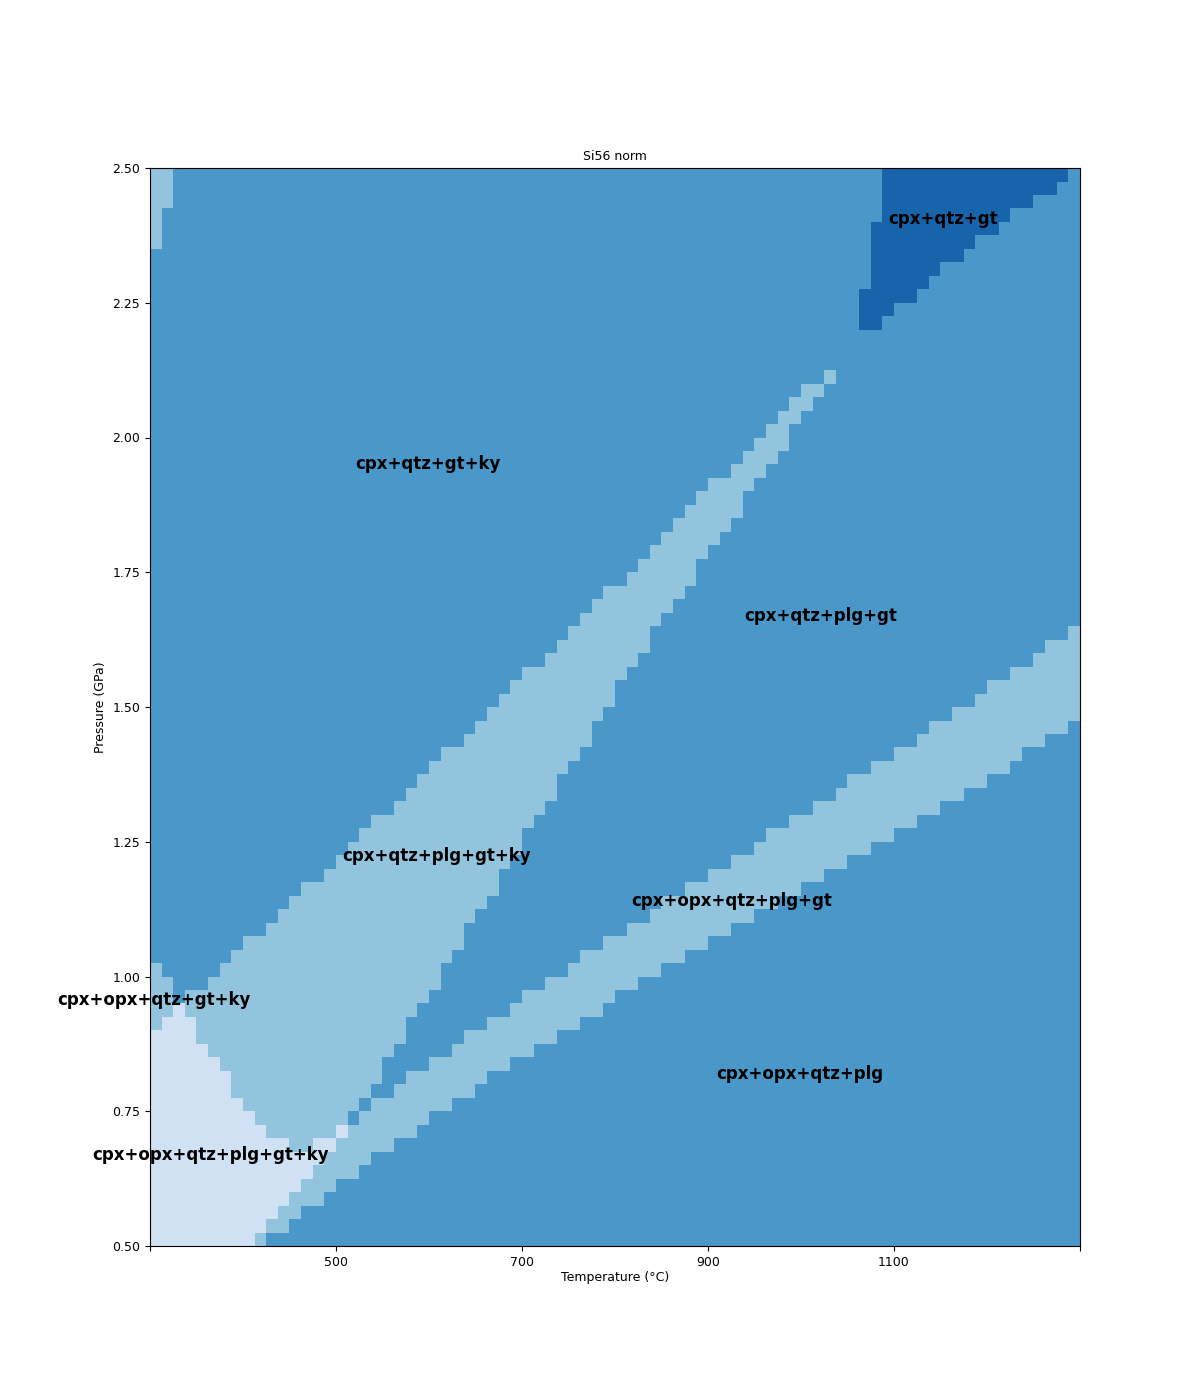 Si56 norm
2.50
cpx+qtz+gt
2.25
2.00
cpx+qtz+gt+ky
1.75
cpx+qtz+plg+gt
Pressure (GPa)
1.50
1.25
cpx+qtz+plg+gt+ky
cpx+opx+qtz+plg+gt
1.00
cpx+opx+qtz+gt+ky
cpx+opx+qtz+plg
0.75
cpx+opx+qtz+plg+gt+ky
0.50
500 700 900 1100
Temperature (°C)